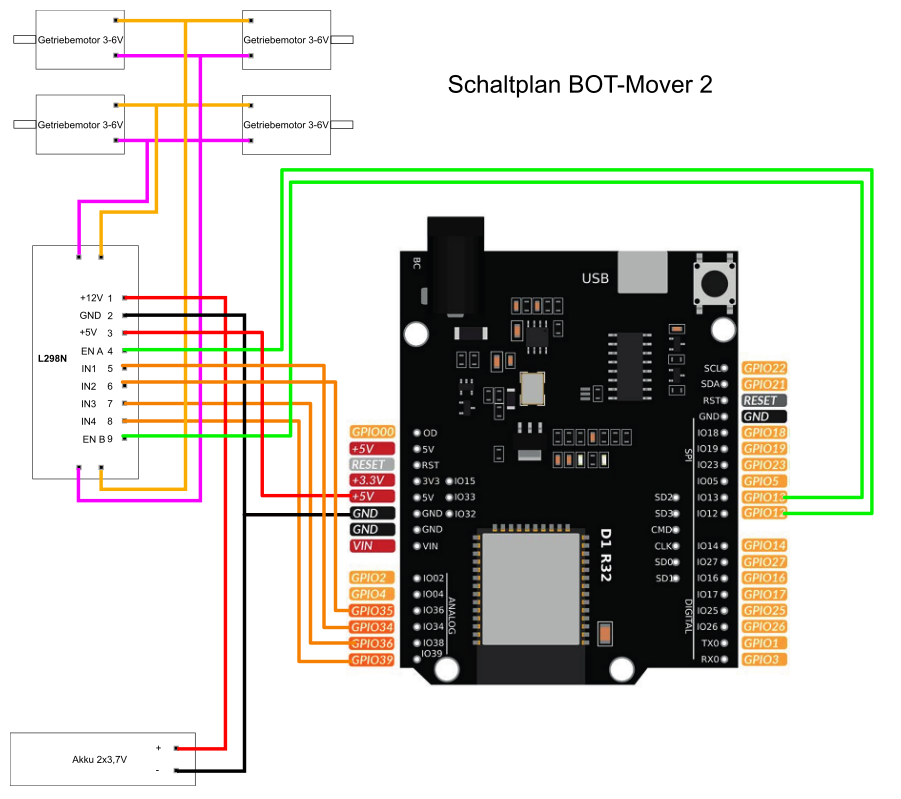 Getriebemotor 3-6V
Getriebemotor 3-6V
Schaltplan BOT-Mover 2
Getriebemotor 3-6V
Getriebemotor 3-6V
L298N
+12V 1
GND 2
+5V 3
EN A 4
IN1 5
IN2 6
IN3 7
IN4 8
EN B 9
BC
USB
GPIO00
+5V
RESET
+3.3V
+5V
GND
GND
VIN
GPIO2
GPIO4
GPIO35
GPIO34
GPIO36
GPIO39
OD
5V
RST
3V3
IO15
5V
IO33
GND
IO32
GND
VIN
IO02
IO04
IO36
IO34
IO38
IO39
ANALOG
D1 R32
SD2
SD3
CMD
CLK
SD0
SD1
SPI
DIGITAL
SCL
SDA
RST
GND
IO18
IO19
IO23
IO05
IO13
IO12
IO14
IO27
IO16
IO17
IO25
IO26
TX0
RX0
GPIO22
GPIO21
RESET
GND
GPIO18
GPIO19
GPIO23
GPIO5
GPIO13
GPIO12
GPIO14
GPIO27
GPIO16
GPIO17
GPIO25
GPIO26
GPIO1
GPIO3
Akku 2x3,7V
+
-